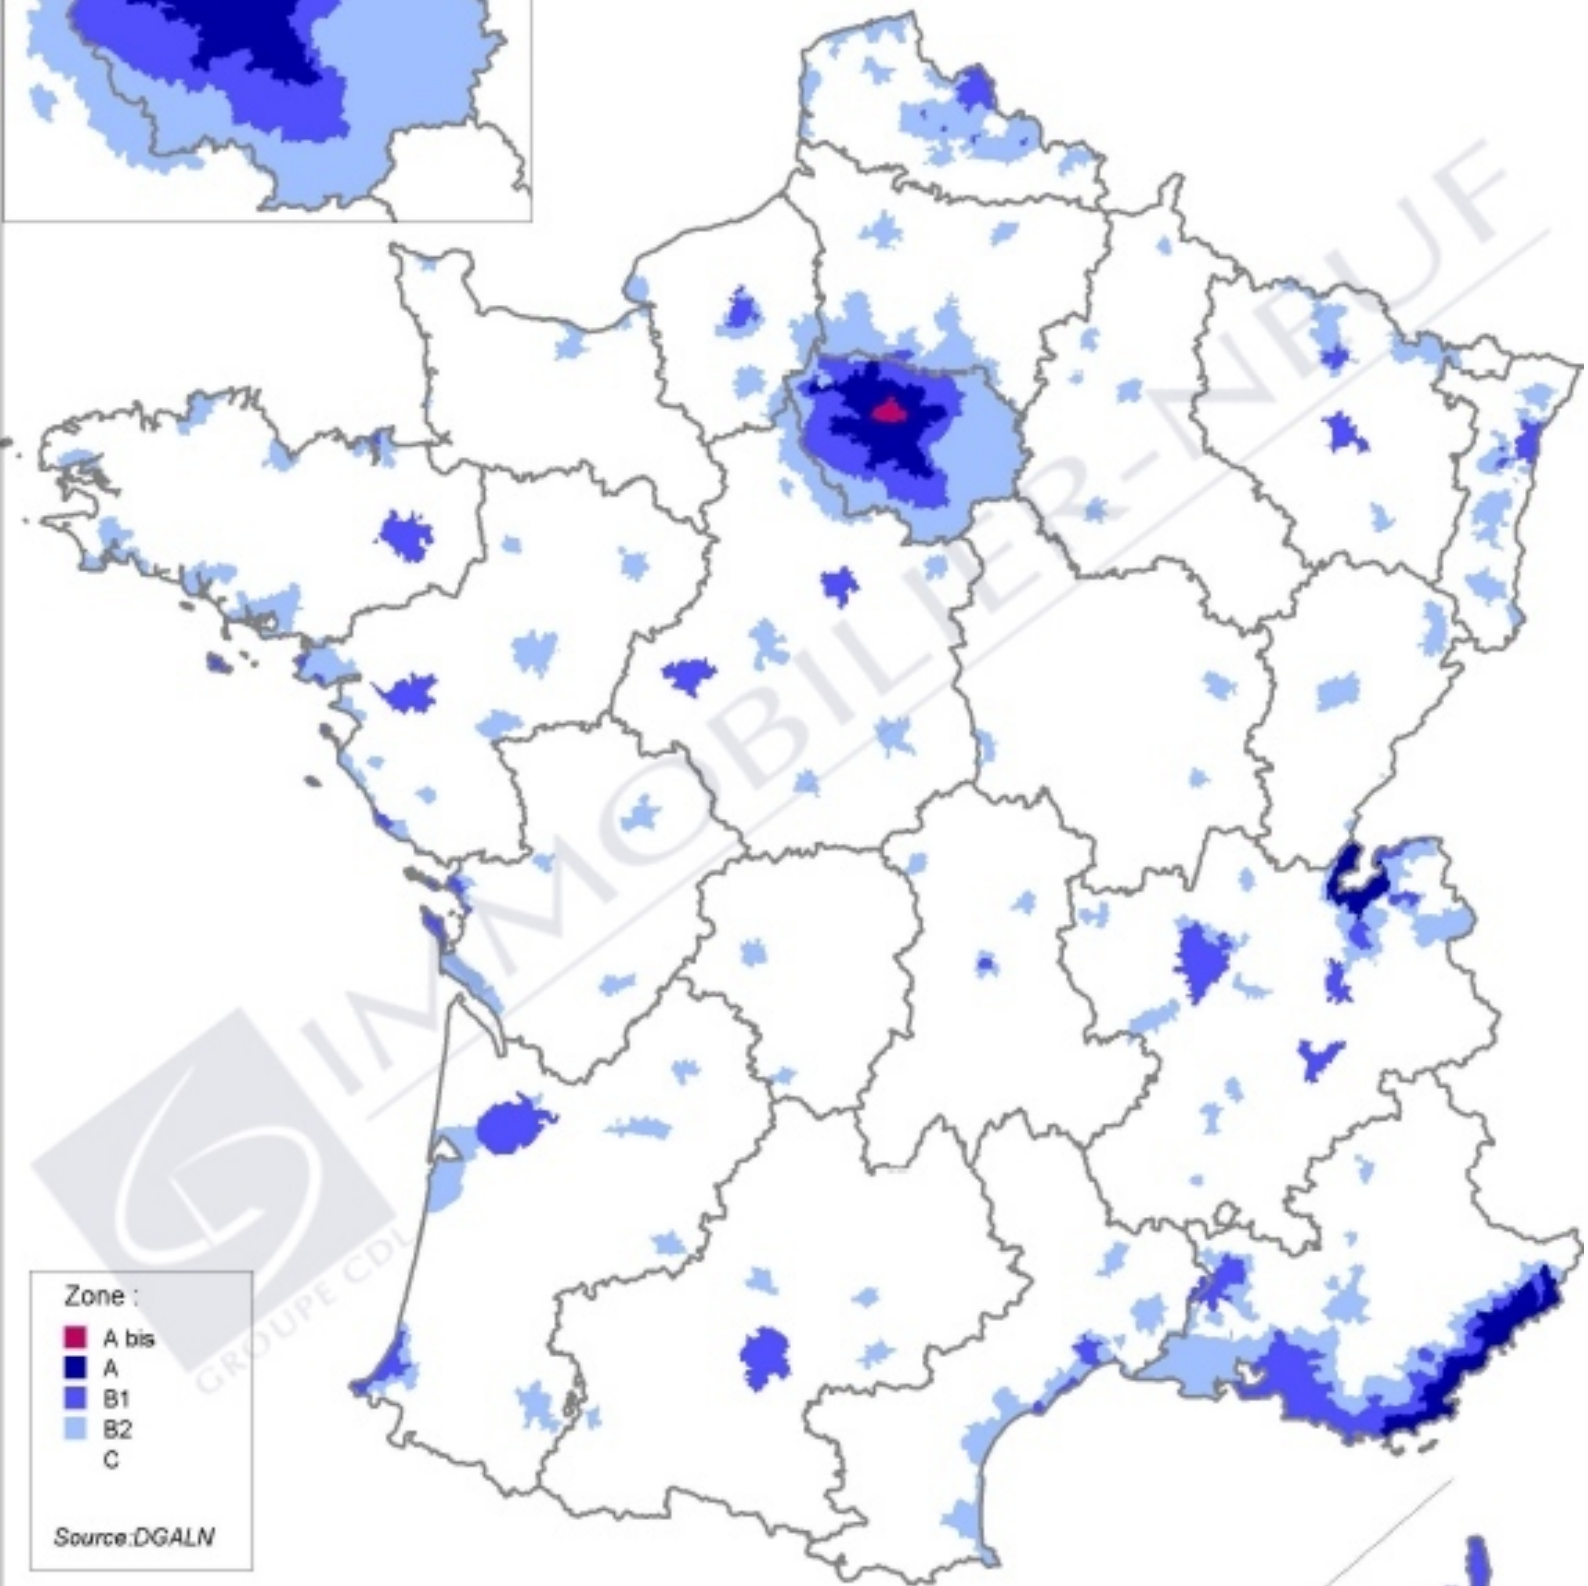 IMMOBILIER-NEUF
GROUPE CDL
Zone :
A bis
A
B1
B2
C
Source:DGALN